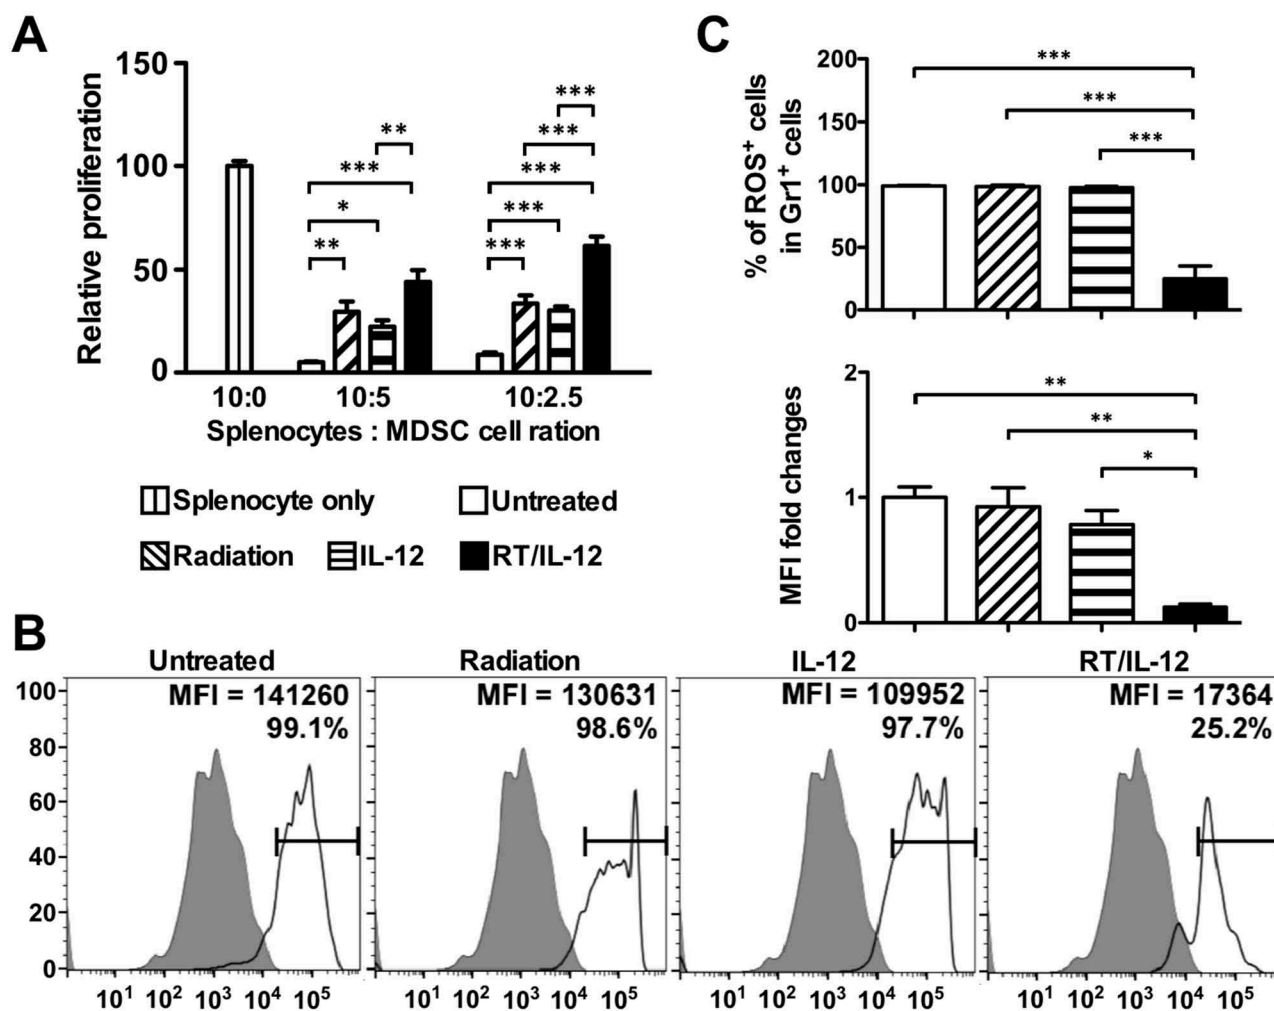 A
Relative proliferation
150
100
50
0
***
***
**
***
***
***
*
***
**
***
10:0
10:5
10:2.5
Splenocytes : MDSC cell ration
Splenocyte only
Untreated
Radiation
IL-12
RT/IL-12
C
% of ROS+ cells
in Gr1+ cells
200
150
100
50
0
***
***
***
MFI fold changes
2
1
0
**
**
*
B
Untreated
Radiation
IL-12
RT/IL-12
MFI = 141260
99.1%
MFI = 130631
98.6%
MFI = 109952
97.7%
MFI = 17364
25.2%
100
80
60
40
20
0
10¹ 10² 10³ 10⁴ 10⁵
10¹ 10² 10³ 10⁴ 10⁵
10¹ 10² 10³ 10⁴ 10⁵
10¹ 10² 10³ 10⁴ 10⁵